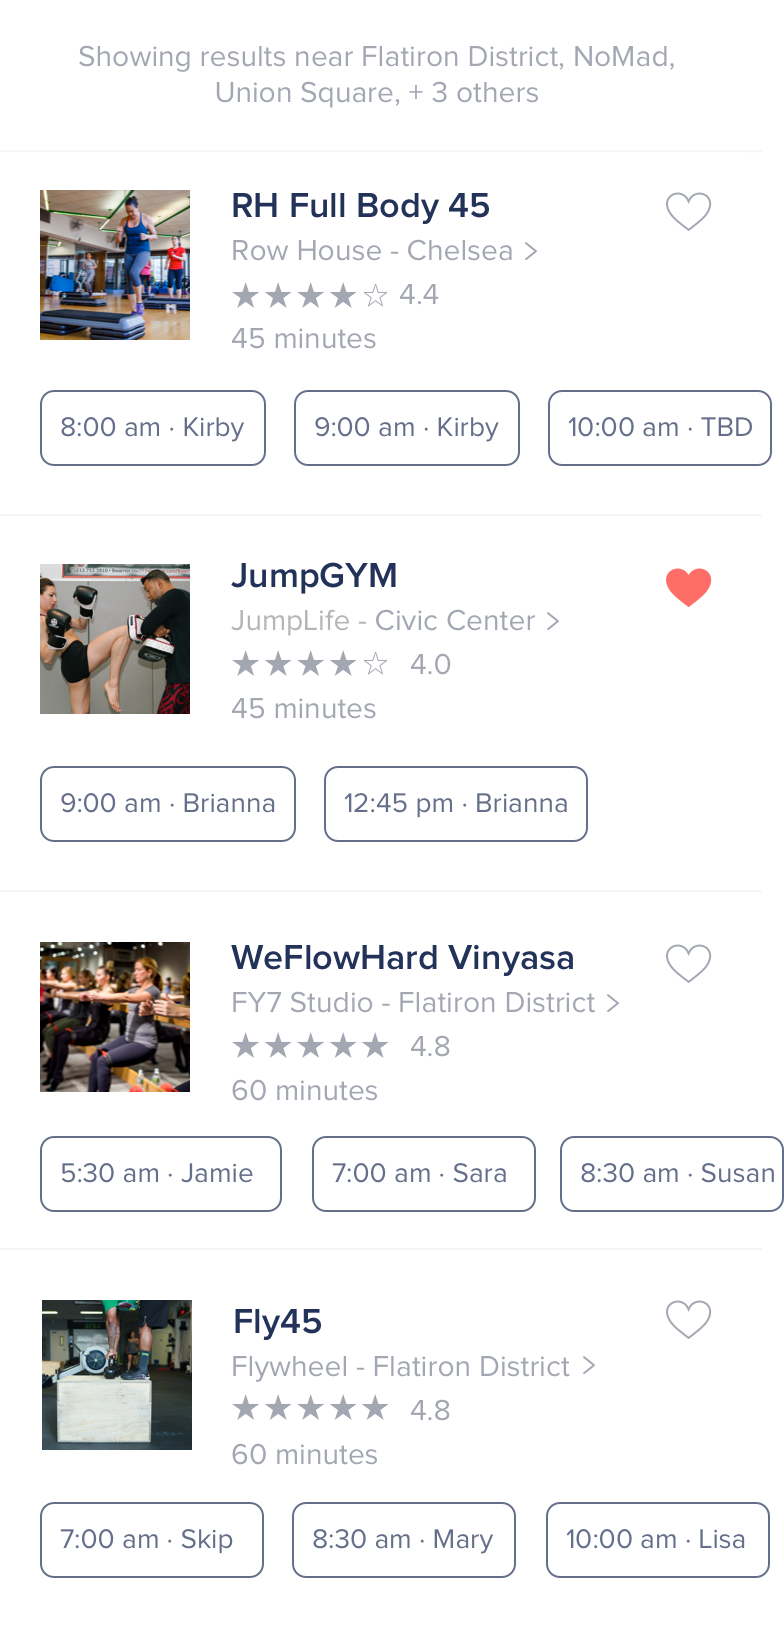 Showing results near Flatiron District, NoMad,
Union Square, + 3 others
RH Full Body 45
Row House - Chelsea >
★★★★☆ 4.4
45 minutes
8:00 am · Kirby
9:00 am · Kirby
10:00 am · TBD
JumpGYM
JumpLife - Civic Center >
★★★★☆ 4.0
45 minutes
9:00 am · Brianna
12:45 pm · Brianna
WeFlowHard Vinyasa
FY7 Studio - Flatiron District >
★★★★★ 4.8
60 minutes
5:30 am · Jamie
7:00 am · Sara
8:30 am · Susan
Fly45
Flywheel - Flatiron District >
★★★★★ 4.8
60 minutes
7:00 am · Skip
8:30 am · Mary
10:00 am · Lisa